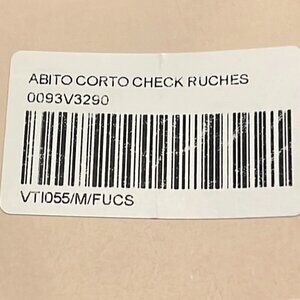 ABITO CORTO CHECK RUCHES
0093V3290
VTI055/M/FUCS